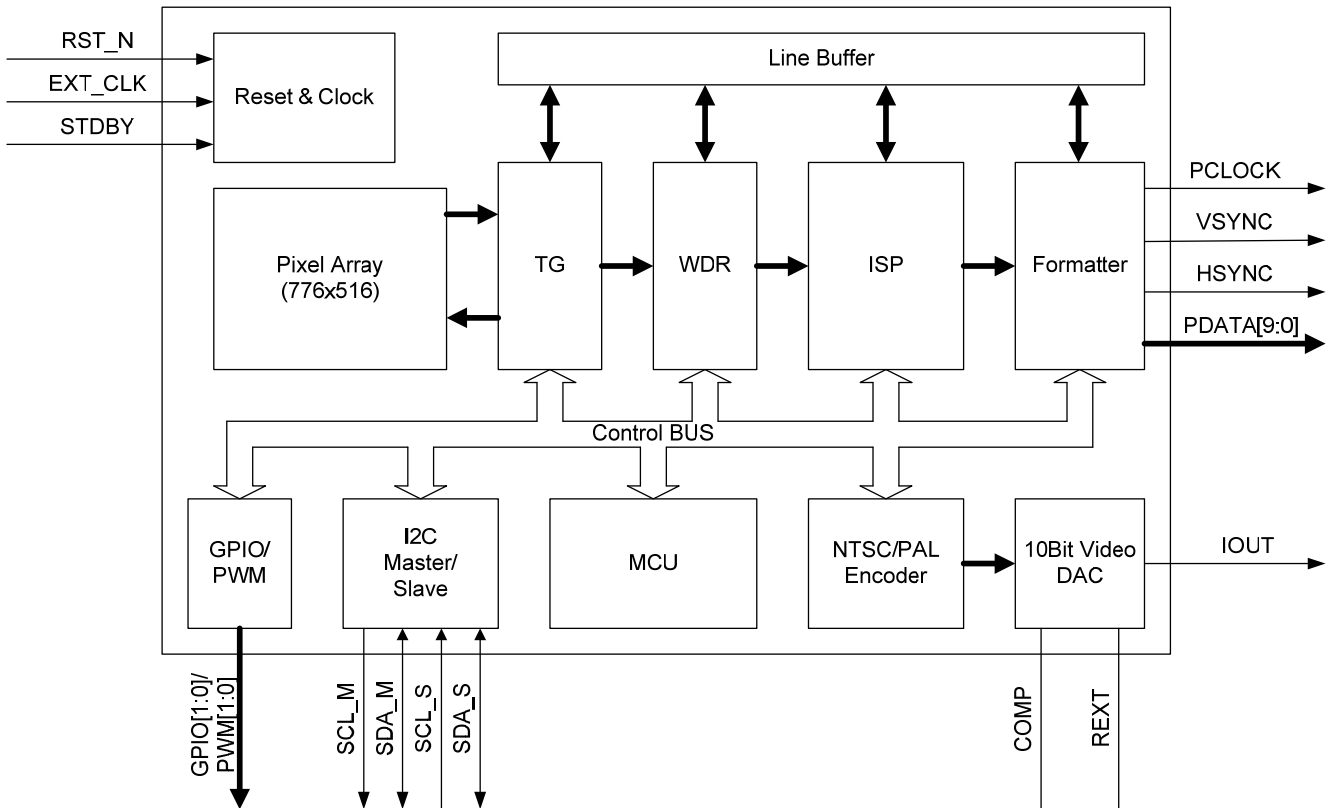 RST_N
EXT_CLK
STDBY
Reset & Clock
Line Buffer
Pixel Array
(776x516)
TG
WDR
ISP
Formatter
PCLOCK
VSYNC
HSYNC
PDATA[9:0]
Control BUS
GPIO/
PWM
I2C
Master/
Slave
MCU
NTSC/PAL
Encoder
10Bit Video
DAC
IOUT
GPIO[1:0]/
PWM[1:0]
SCL_M
SDA_M
SCL_S
SDA_S
COMP
REXT